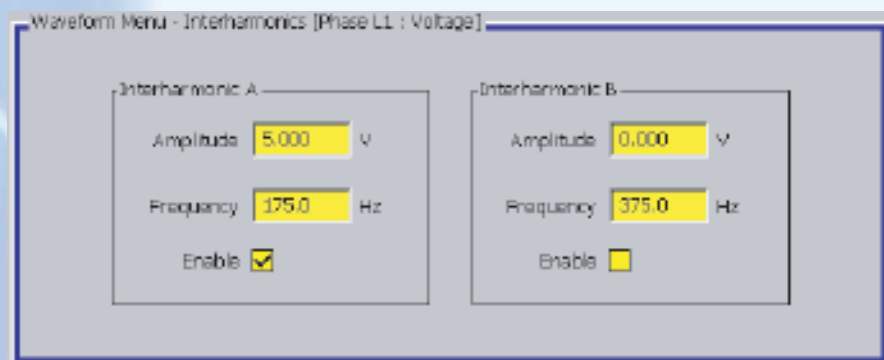 Waveform Menu - Interharmonics [Phase L1 : Voltage]
Interharmonic A
Amplitude 5.000 V
Frequency 175.0 Hz
Enable
Interharmonic B
Amplitude 0.000 V
Frequency 375.0 Hz
Enable